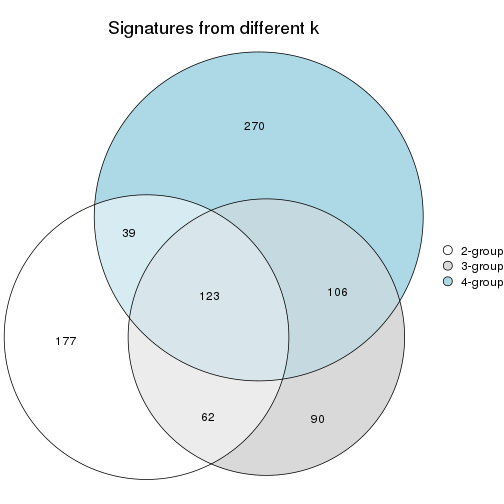 Signatures from different k
270
39
2-group
3-group
4-group
123
106
177
62
90